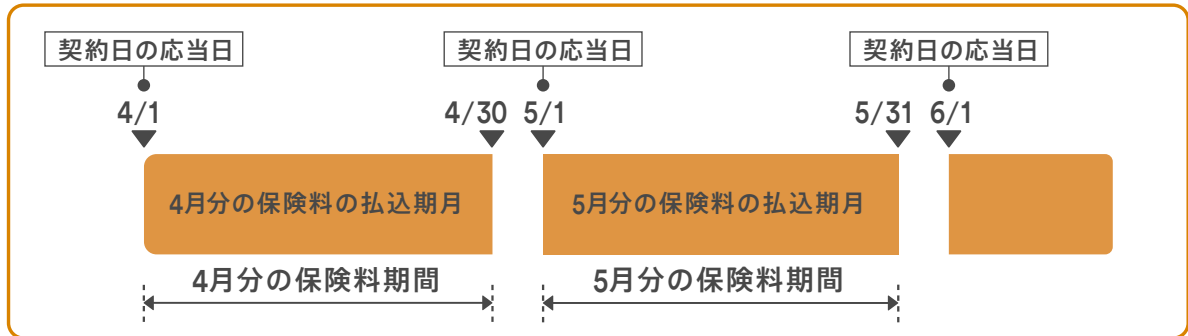 契約日の応当日 契約日の応当日 契約日の応当日
4/1 4/30 5/1 5/31 6/1
4月分の保険料の払込期月 5月分の保険料の払込期月
4月分の保険料期間 5月分の保険料期間